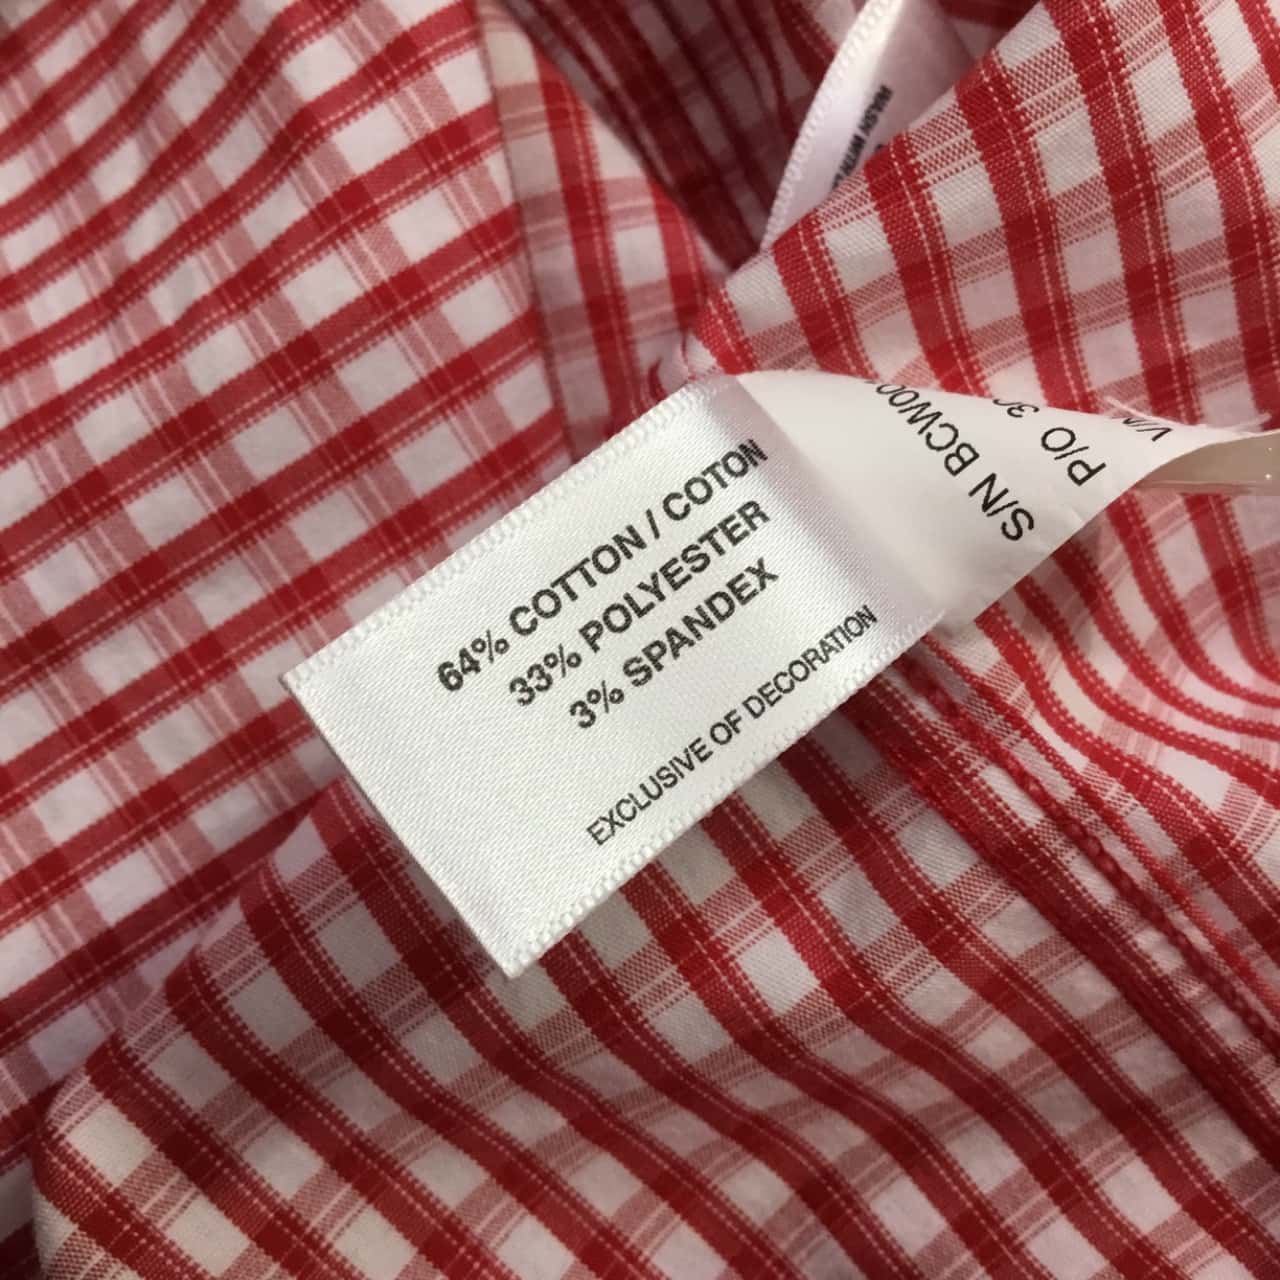 64% COTTON / COTON
33% POLYESTER
3% SPANDEX
EXCLUSIVE OF DECORATION
S/N
P/O